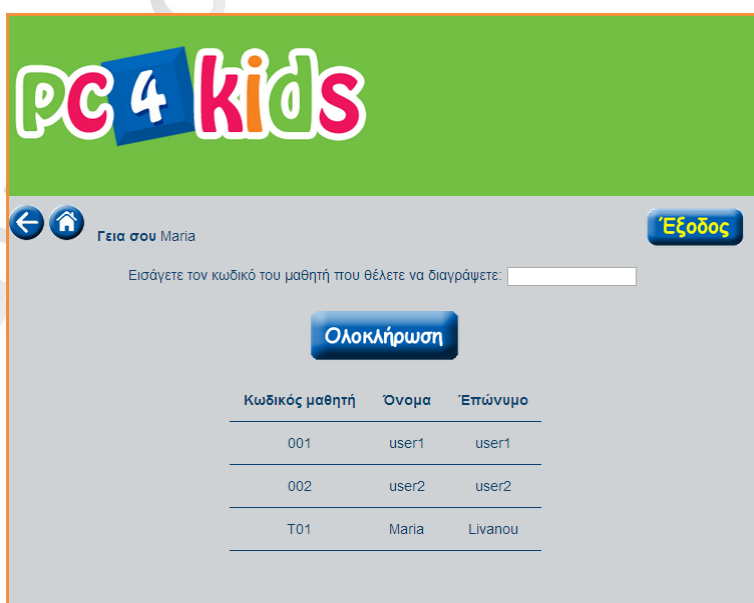 PC 4 kids
Γεια σου Maria
Έξοδος
Εισάγετε τον κωδικό του μαθητή που θέλετε να διαγράψετε:
Ολοκλήρωση
Κωδικός μαθητή Όνομα Επώνυμο
001 user1 user1
002 user2 user2
T01 Maria Livanou